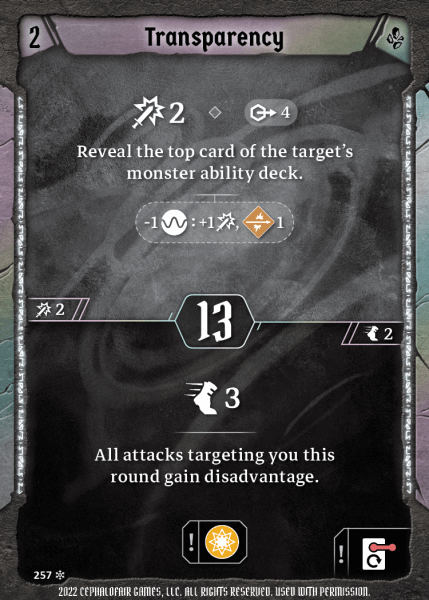 2
Transparency
2
4
Reveal the top card of the target's
monster ability deck.
-1 : +1 , 1
2
13
2
3
All attacks targeting you this
round gain disadvantage.
!
!
257
2022 CEPHALOFAIR GAMES, LLC. ALL RIGHTS RESERVED. USED WITH PERMISSION.